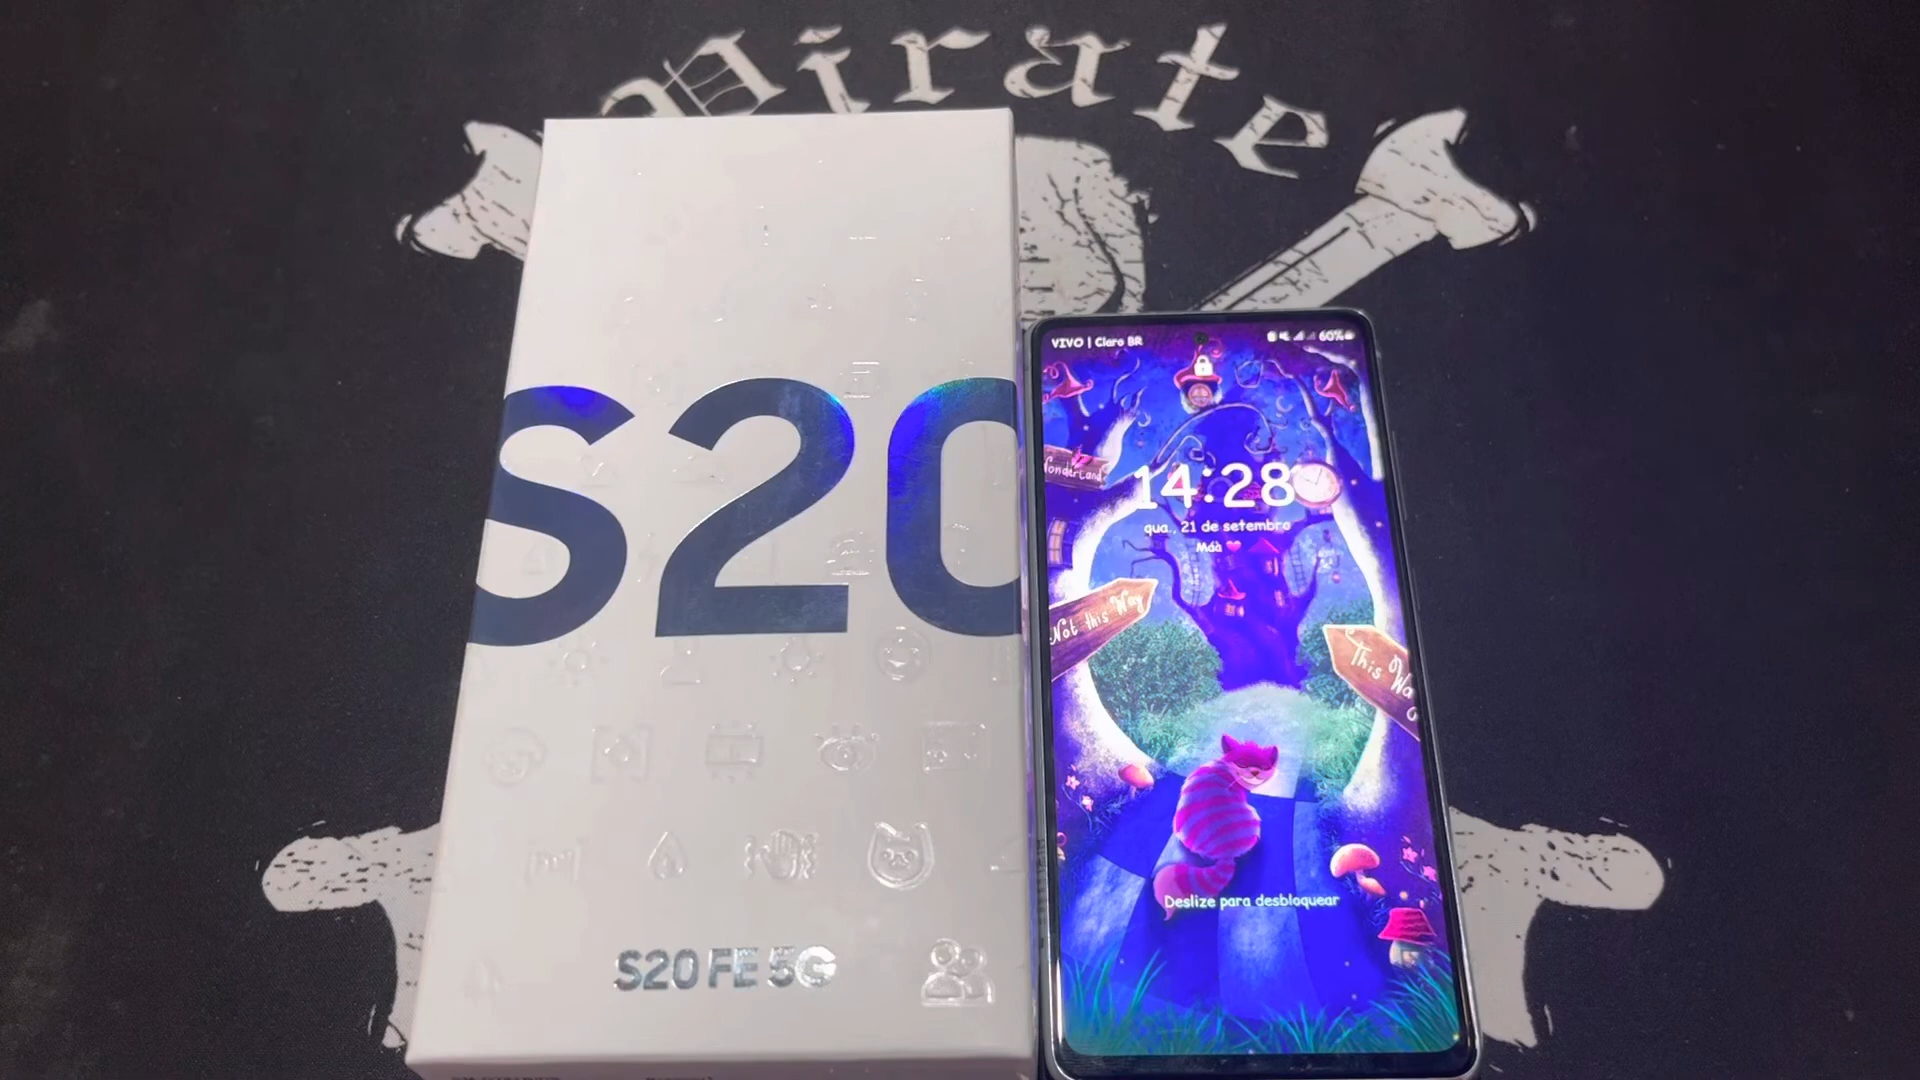 Pirate
S20
S20 FE 5G
VIVO | Claro BR
60%
Wonderland
14:28
qua., 21 de setembro
Máà ❤
Not this Way
This Wa
Deslize para desbloquear